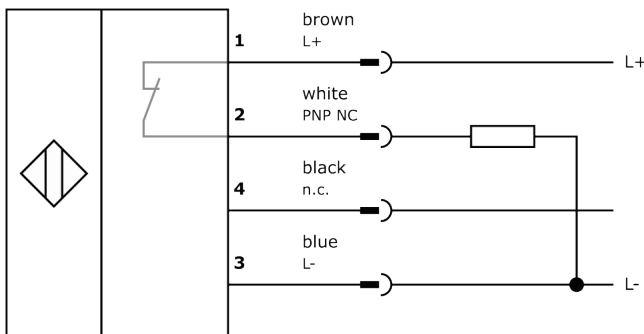 brown
1 L+
L+
white
2 PNP NC
black
4 n.c.
blue
3 L-
L-